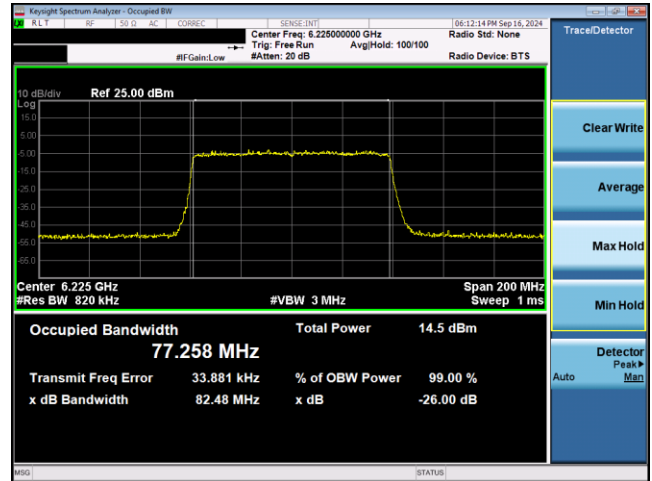 Keysight Spectrum Analyzer - Occupied BW
LXI RLT RF 50 Ω AC CORREC SENSE:INT 06:12:14 PM Sep 16, 2024
Center Freq: 6.225000000 GHz Radio Std: None
Trig: Free Run Avg|Hold: 100/100
#IFGain:Low #Atten: 20 dB Radio Device: BTS
Trace/Detector
10 dB/div Ref 25.00 dBm
Log
15.0
5.00
-5.00
-15.0
-25.0
-35.0
-45.0
-55.0
-65.0
Center 6.225 GHz Span 200 MHz
#Res BW 820 kHz #VBW 3 MHz Sweep 1 ms
Occupied Bandwidth Total Power 14.5 dBm
77.258 MHz
Transmit Freq Error 33.881 kHz % of OBW Power 99.00 %
x dB Bandwidth 82.48 MHz x dB -26.00 dB
Clear Write
Average
Max Hold
Min Hold
Detector
Peak▶
Auto Man
MSG STATUS